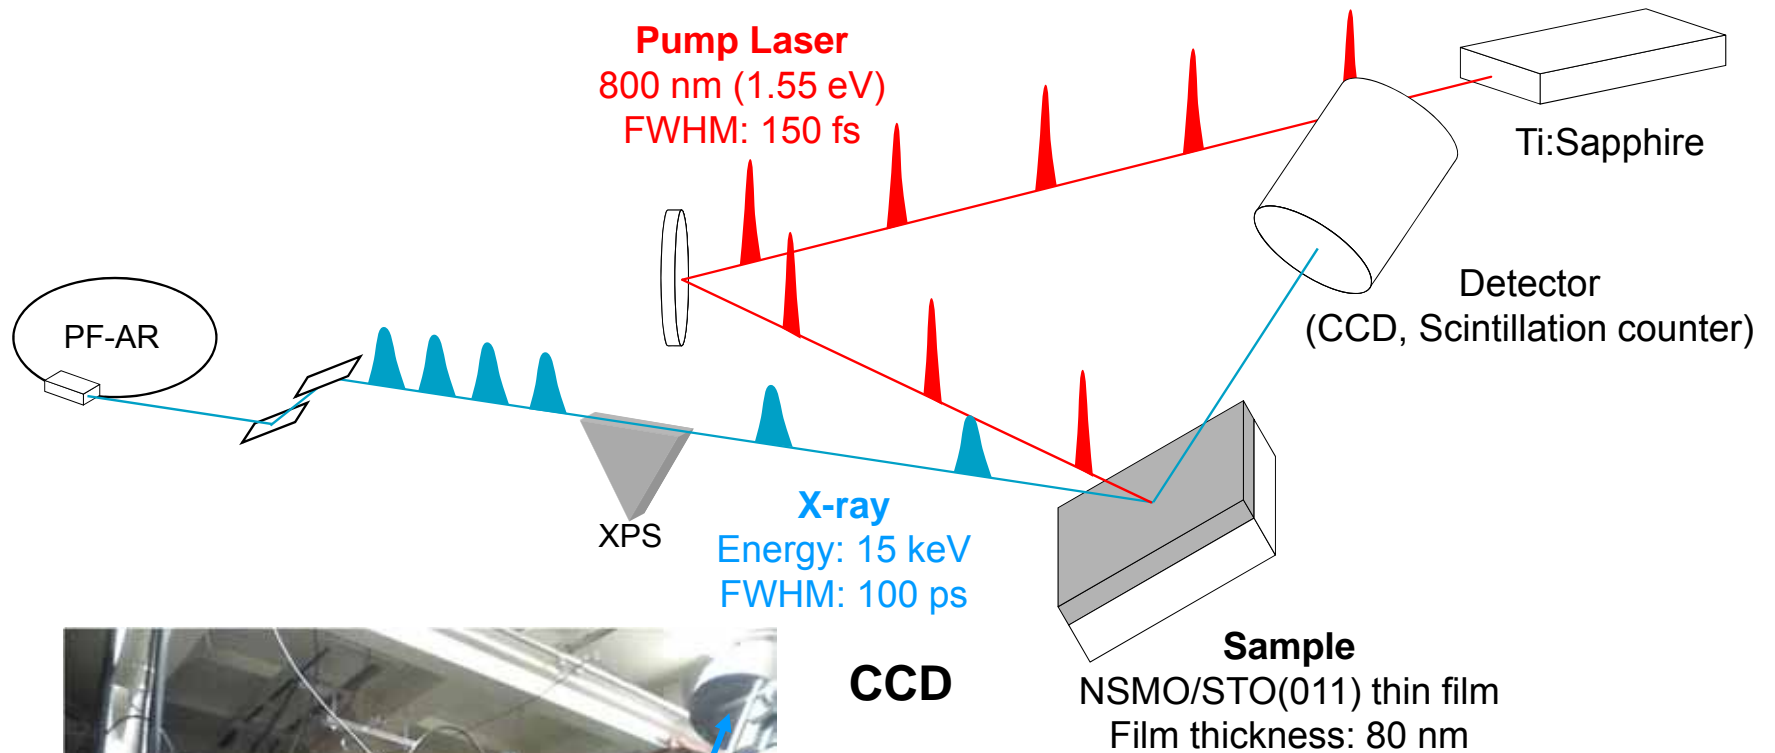 Pump Laser
800 nm (1.55 eV)
FWHM: 150 fs
Ti:Sapphire
Detector
(CCD, Scintillation counter)
PF-AR
XPS
X-ray
Energy: 15 keV
FWHM: 100 ps
CCD
Sample
NSMO/STO(011) thin film
Film thickness: 80 nm